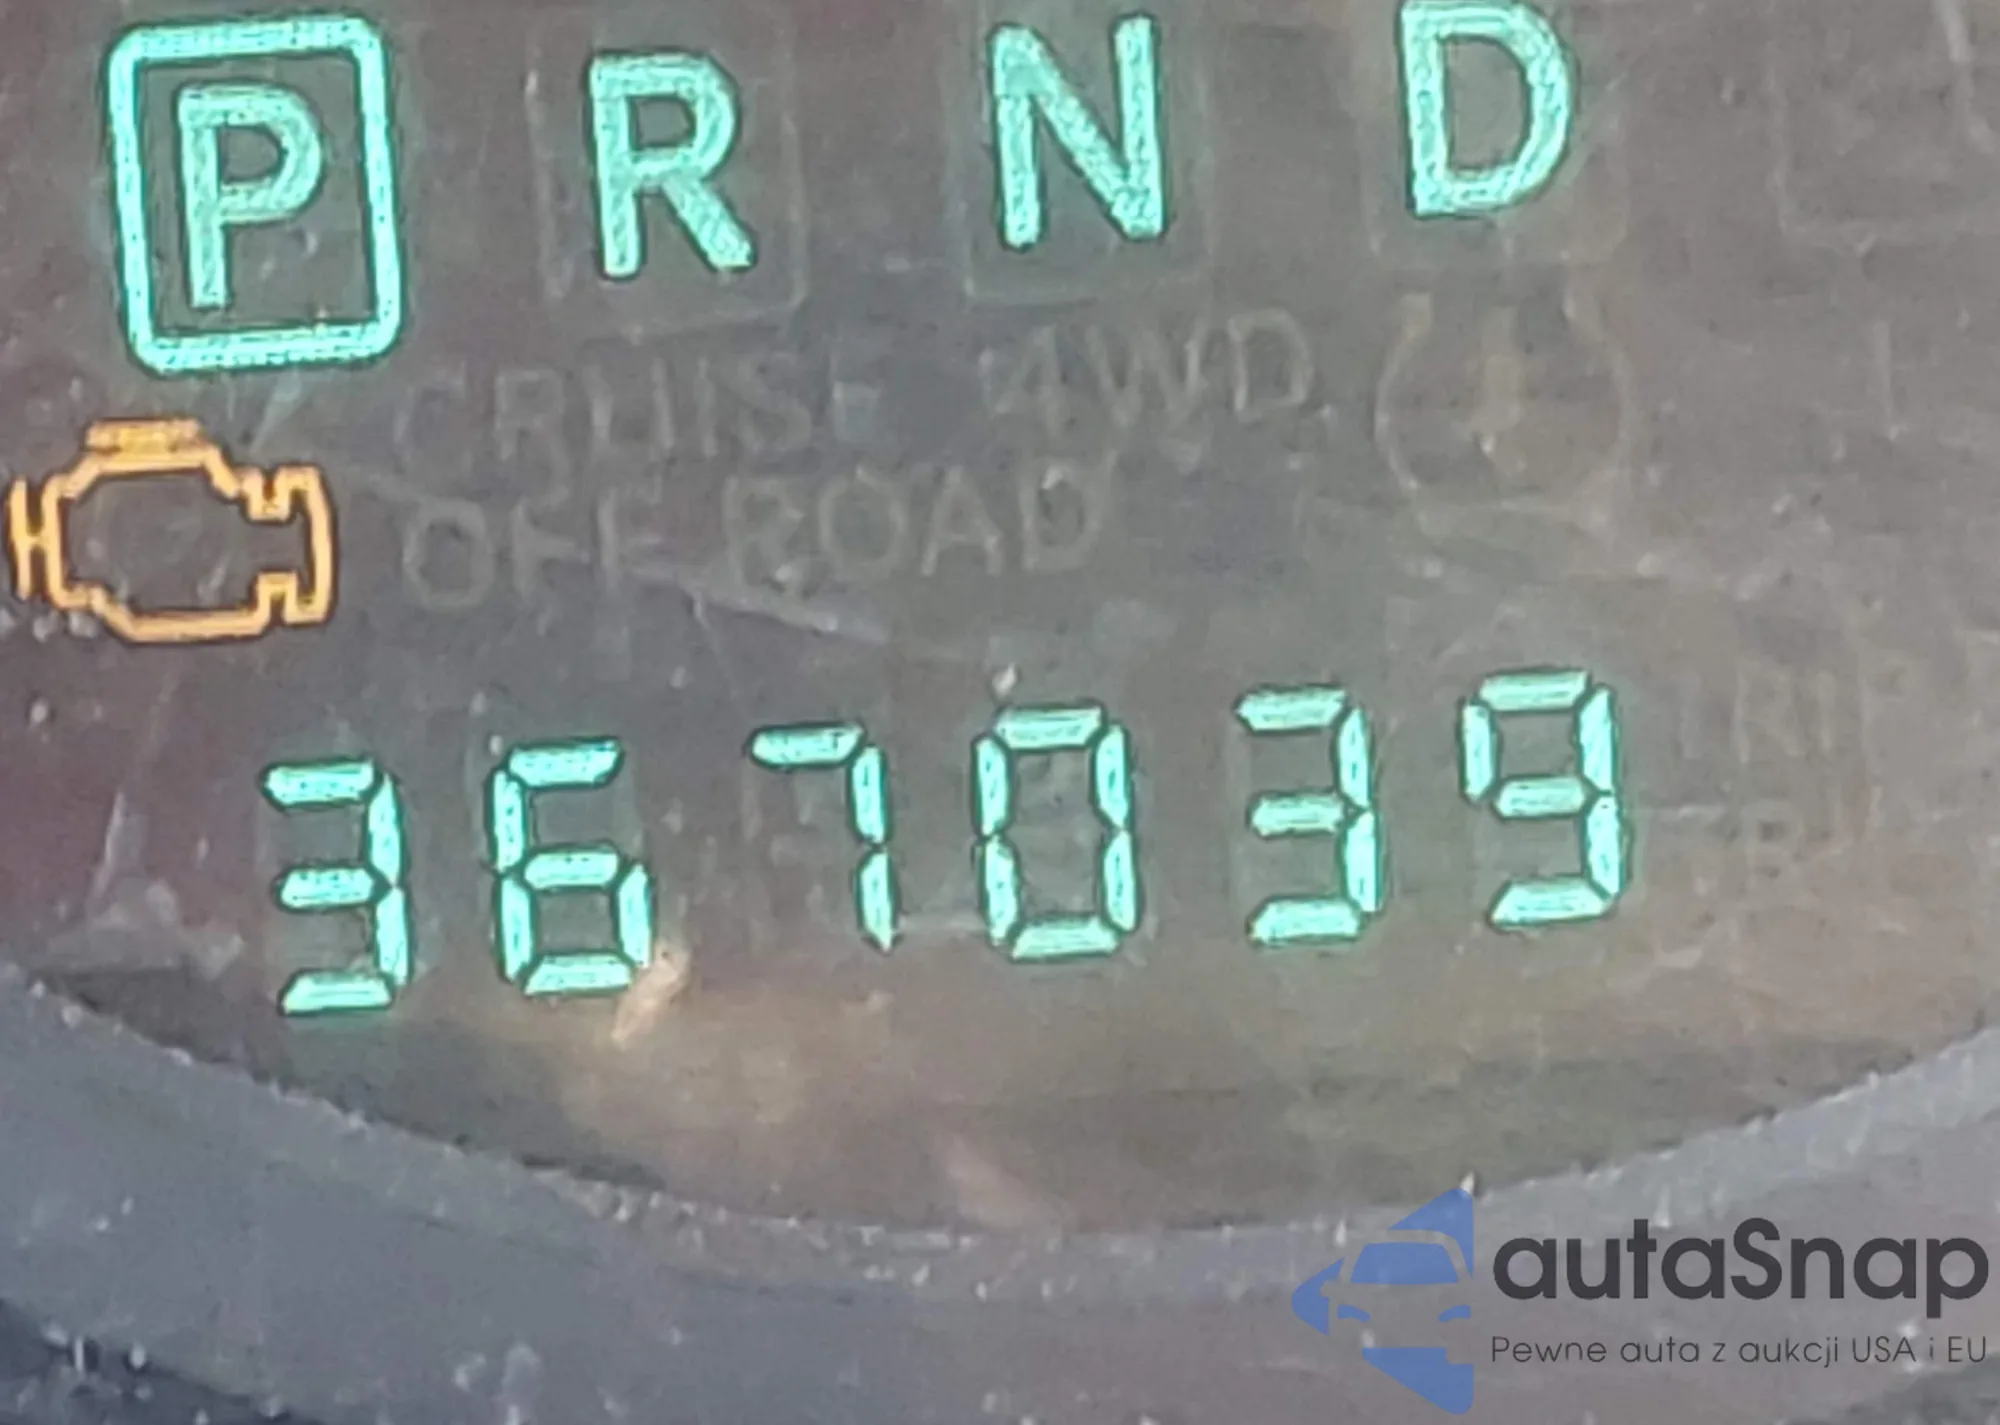 P R N D
CRUISE 4WD
OFF ROAD
367039
autaSnap
Pewne auta z aukcji USA i EU